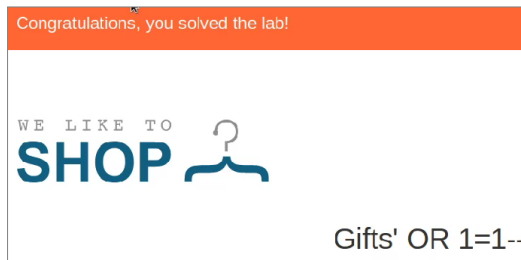 Congratulations, you solved the lab!
WE LIKE TO
SHOP
Gifts' OR 1=1--